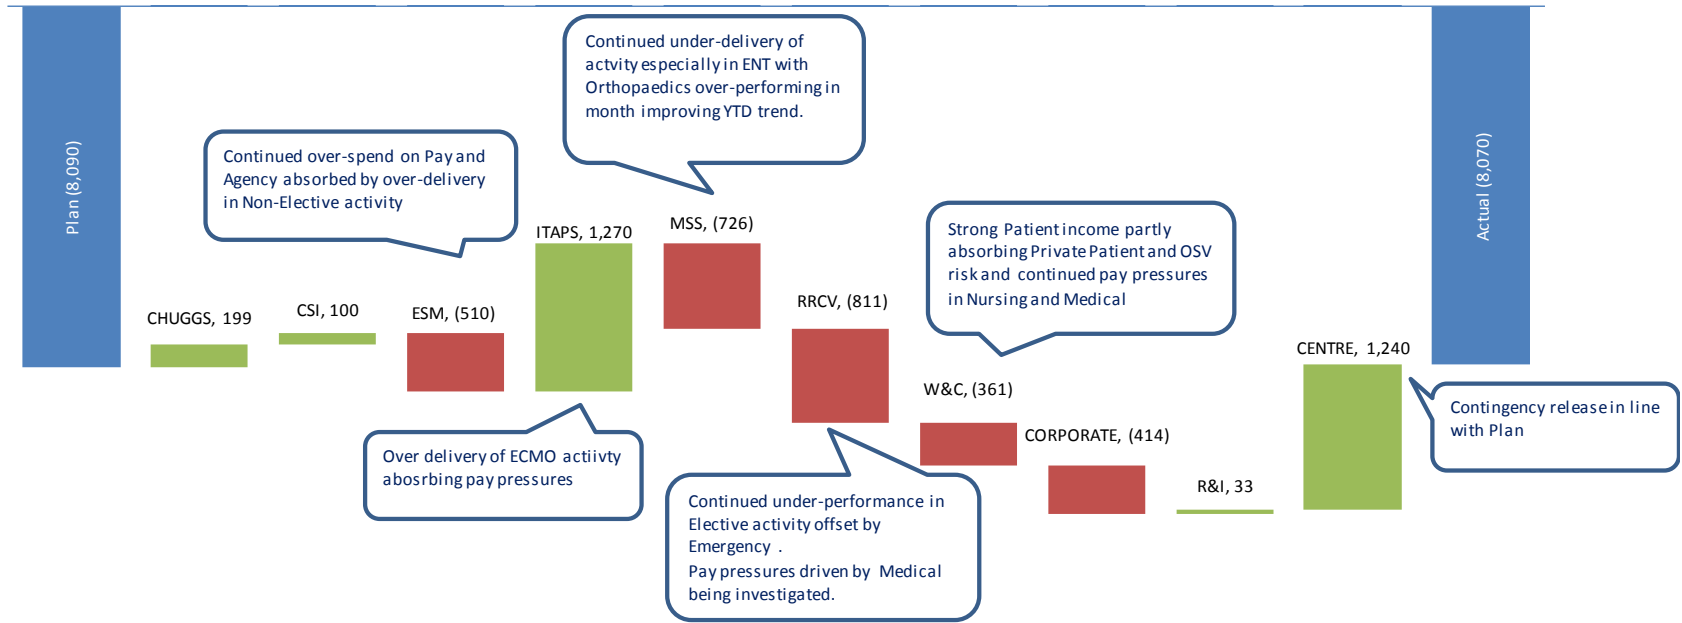 Plan (8,090)
CHUGGS, 199
CSI, 100
Continued over-spend on Pay and
Agency absorbed by over-delivery
in Non-Elective activity
ESM, (510)
ITAPS, 1,270
Over delivery of ECMO actiivty
abosrbing pay pressures
Continued under-delivery of
actvity especially in ENT with
Orthopaedics over-performing in
month improving YTD trend.
MSS, (726)
RRCV, (811)
Continued under-performance in
Elective activity offset by
Emergency .
Pay pressures driven by Medical
being investigated.
Strong Patient income partly
absorbing Private Patient and OSV
risk and continued pay pressures
in Nursing and Medical
W&C, (361)
CORPORATE, (414)
R&I, 33
CENTRE, 1,240
Contingency release in line
with Plan
Actual (8,070)